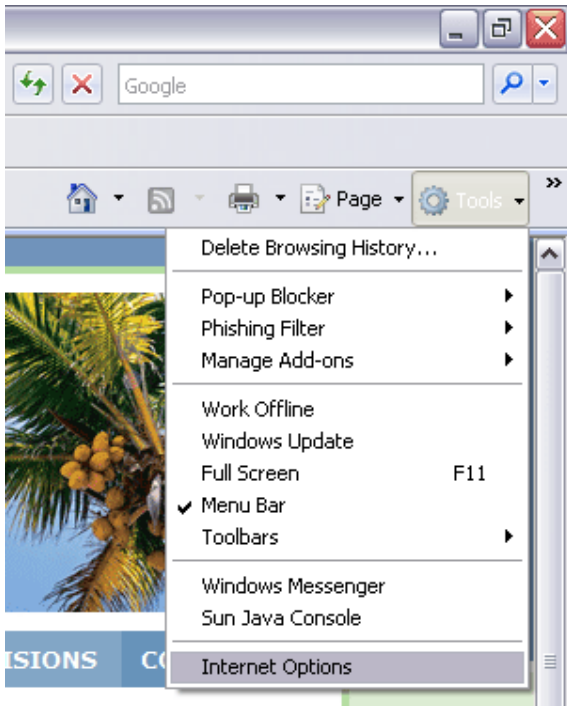 Google
Page
Tools
»
Delete Browsing History...
Pop-up Blocker
Phishing Filter
Manage Add-ons
Work Offline
Windows Update
Full Screen F11
Menu Bar
Toolbars
Windows Messenger
Sun Java Console
ISIONS
Internet Options